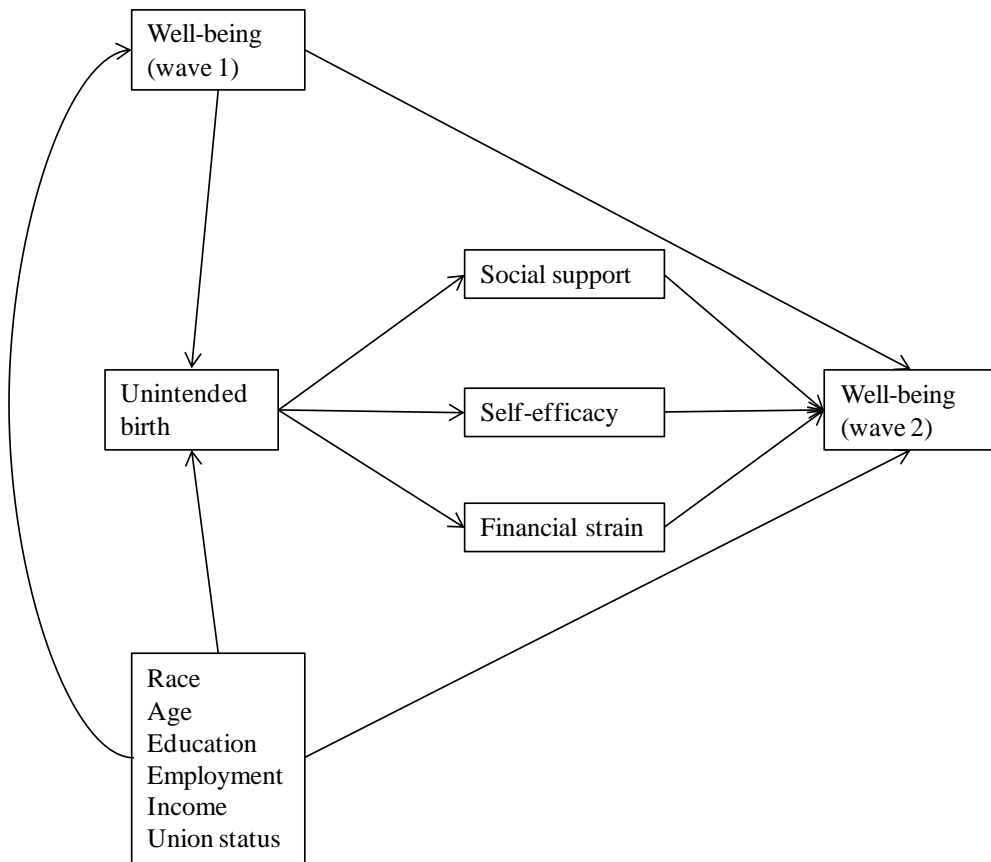 Well-being
(wave 1)
Social support
Unintended
birth
Self-efficacy
Well-being
(wave 2)
Financial strain
Race
Age
Education
Employment
Income
Union status